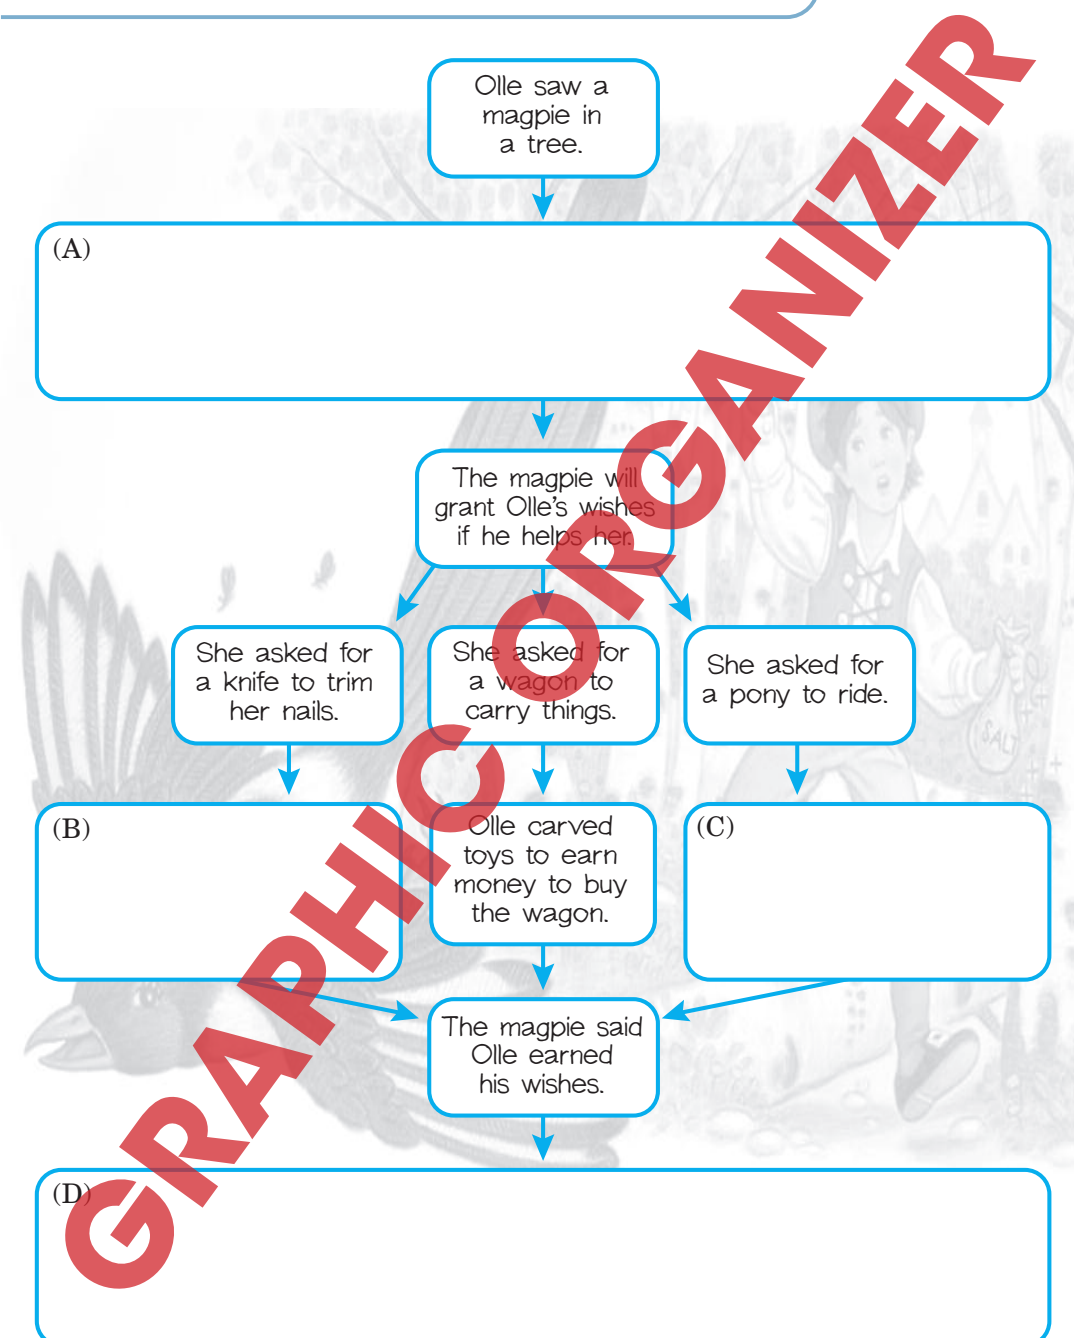 Olle saw a
magpie in
a tree.
(A)
The magpie will
grant Olle's wishes
if he helps her.
She asked for
a knife to trim
her nails.
She asked for
a wagon to
carry things.
She asked for
a pony to ride.
SALT
(B)
Olle carved
toys to earn
money to buy
the wagon.
(C)
The magpie said
Olle earned
his wishes.
(D)
GRAPHIC ORGANIZER